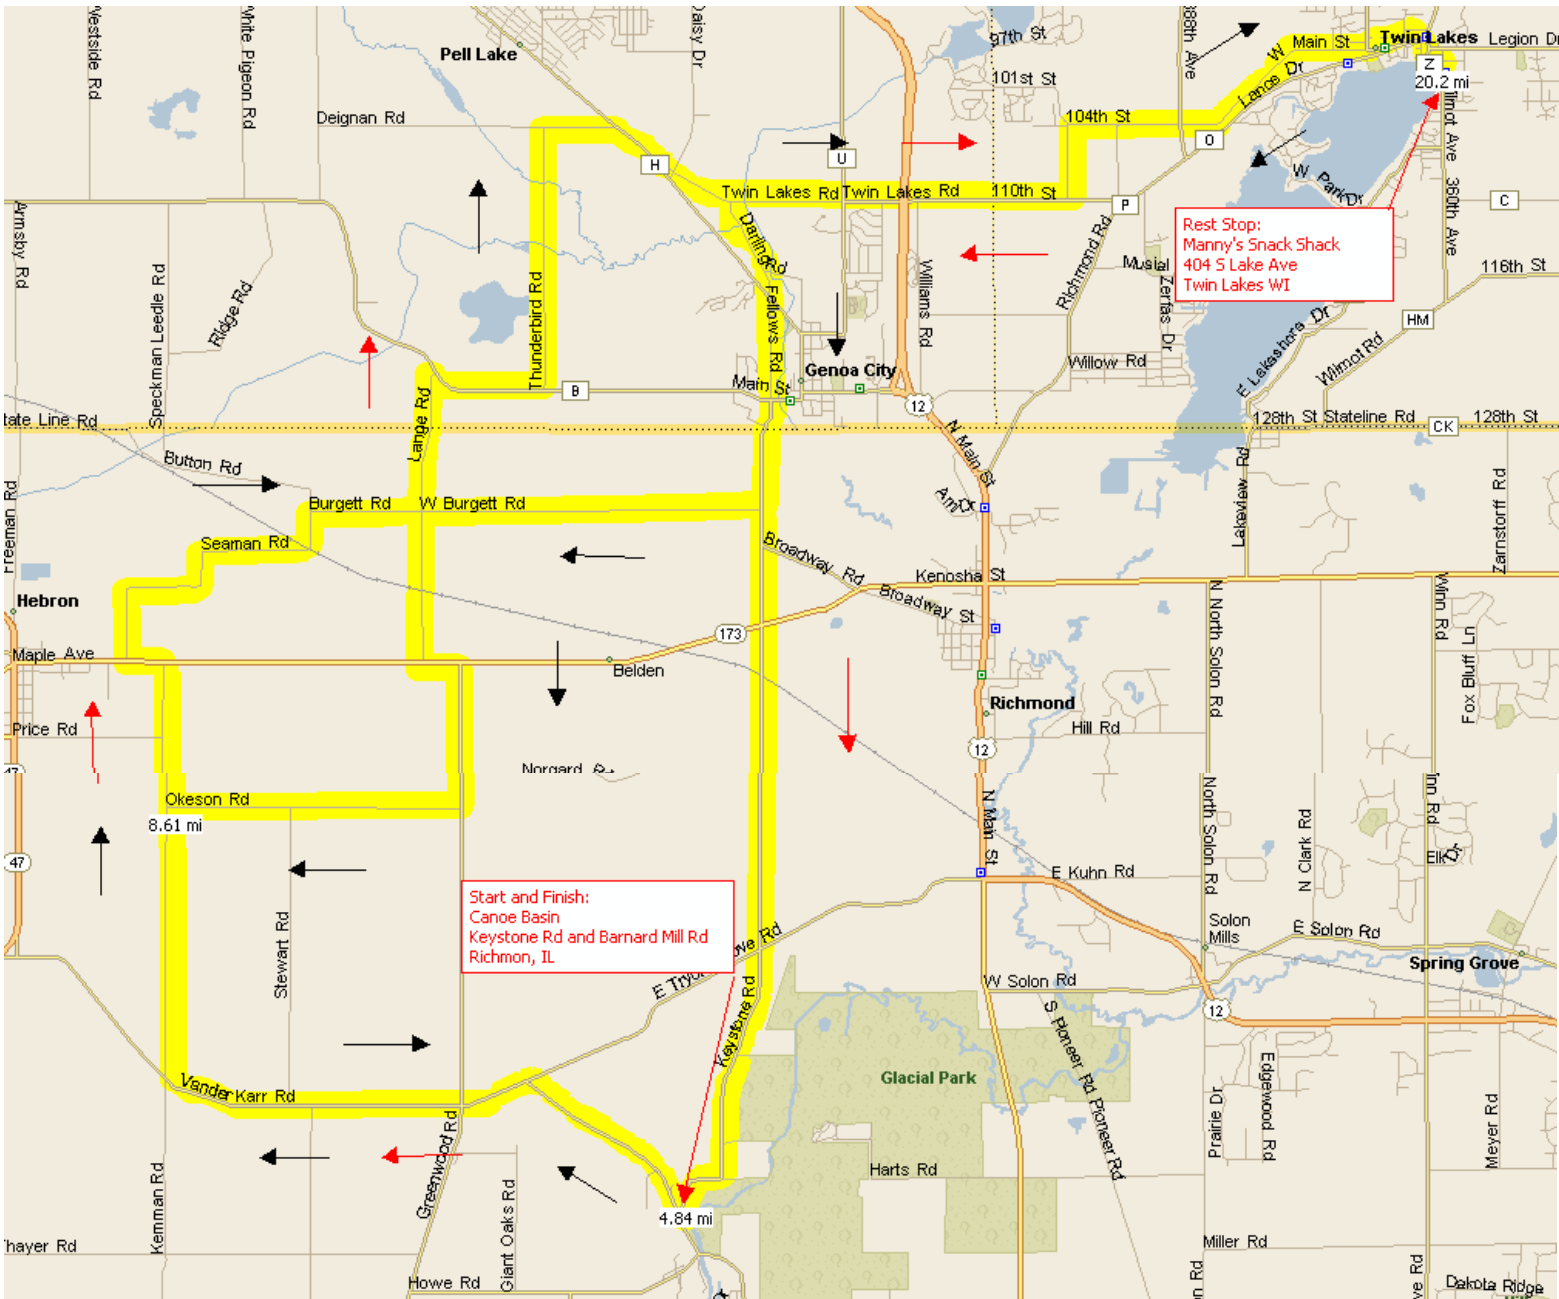 Westside Rd
White Pigeon Rd
Pell Lake
Daisy Dr
97th St
101st St
88th Ave
W Main St
Twin Lakes
Legion Dr
Z
20.2 mi
Lance Dr
Deignan Rd
104th St
O
H
U
W Park Dr
360th Ave
C
Twin Lakes Rd
Twin Lakes Rd
110th St
P
Armsby Rd
Darling Rd
Rest Stop:
Manny's Snack Shack
404 S Lake Ave
Twin Lakes WI
Richmond Rd
Musial
Zerfas Dr
116th St
Speckman Leedle Rd
Ridge Rd
Thunderbird Rd
Fellows Rd
Williams Rd
HM
E Lakeshore Dr
Wilmot Rd
Willow Rd
Genoa City
Main St
B
12
Lange Rd
128th St
Stateline Rd
CK
128th St
N Main St
Button Rd
Burgett Rd
W Burgett Rd
Lakeview Rd
Zarnstorff Rd
Freeman Rd
Seaman Rd
Broadway Rd
Kenosha St
Broadway St
Hebron
N North Solon Rd
Winn Rd
Fox Bluff Ln
173
Maple Ave
Belden
Richmond
Price Rd
Hill Rd
12
47
Okeson Rd
8.61 mi
N Main St
North Solon Rd
N Clark Rd
47
E Kuhn Rd
Start and Finish:
Canoe Basin
Keystone Rd and Barnard Mill Rd
Richmon, IL
Stewart Rd
Solon
Mills
E Solon Rd
Spring Grove
W Solon Rd
12
Keystone Rd
S Pioneer Rd
Pioneer Rd
Glacial Park
Vander Karr Rd
Edgewood Rd
Prairie Dr
Meyer Rd
Greenwood Rd
Harts Rd
Kemman Rd
Giant Oaks Rd
4.84 mi
Miller Rd
Howe Rd
Dakota Ridge